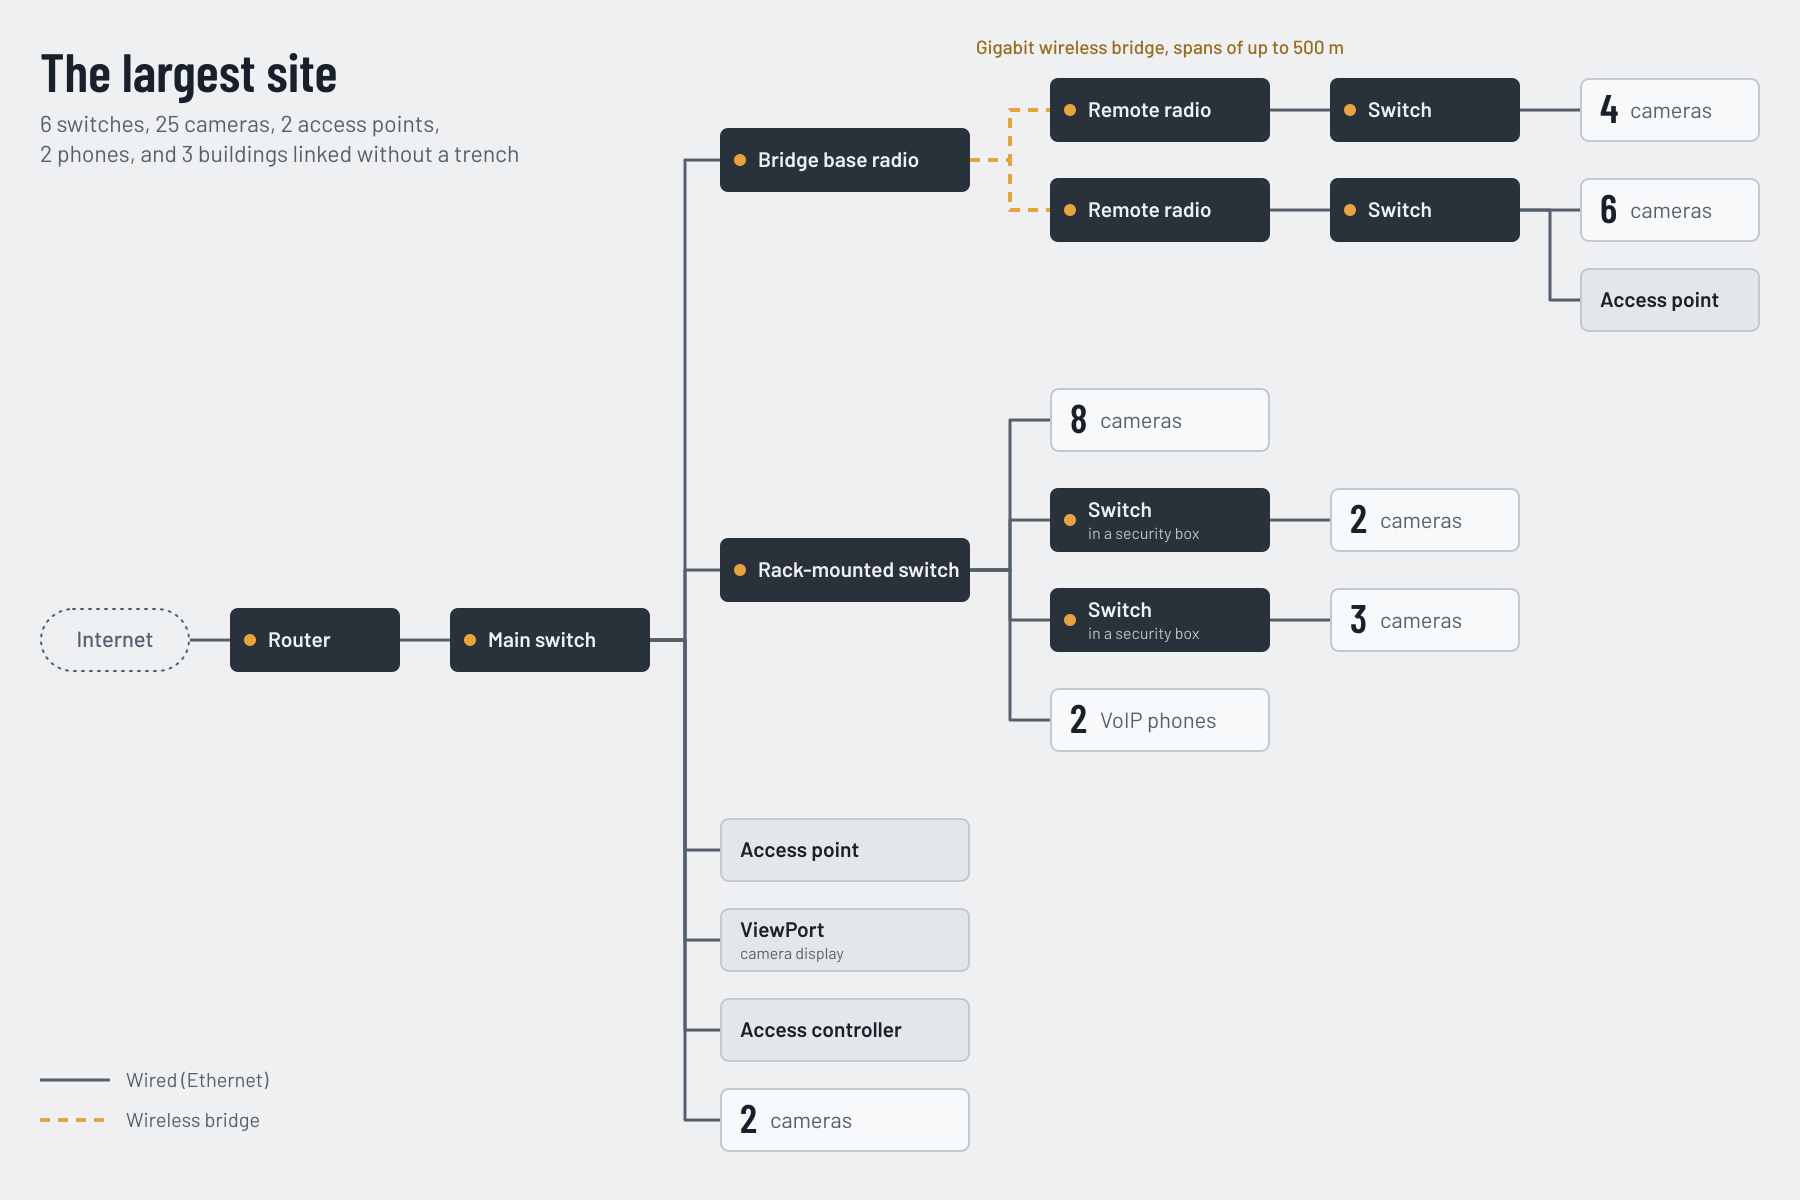 The largest site
6 switches, 25 cameras, 2 access points,
2 phones, and 3 buildings linked without a trench
Gigabit wireless bridge, spans of up to 500 m
Bridge base radio
Remote radio
Switch
4 cameras
Remote radio
Switch
6 cameras
Access point
Internet
Router
Main switch
Rack-mounted switch
8 cameras
Switch
in a security box
2 cameras
Switch
in a security box
3 cameras
2 VoIP phones
Access point
ViewPort
camera display
Access controller
2 cameras
Wired (Ethernet)
Wireless bridge